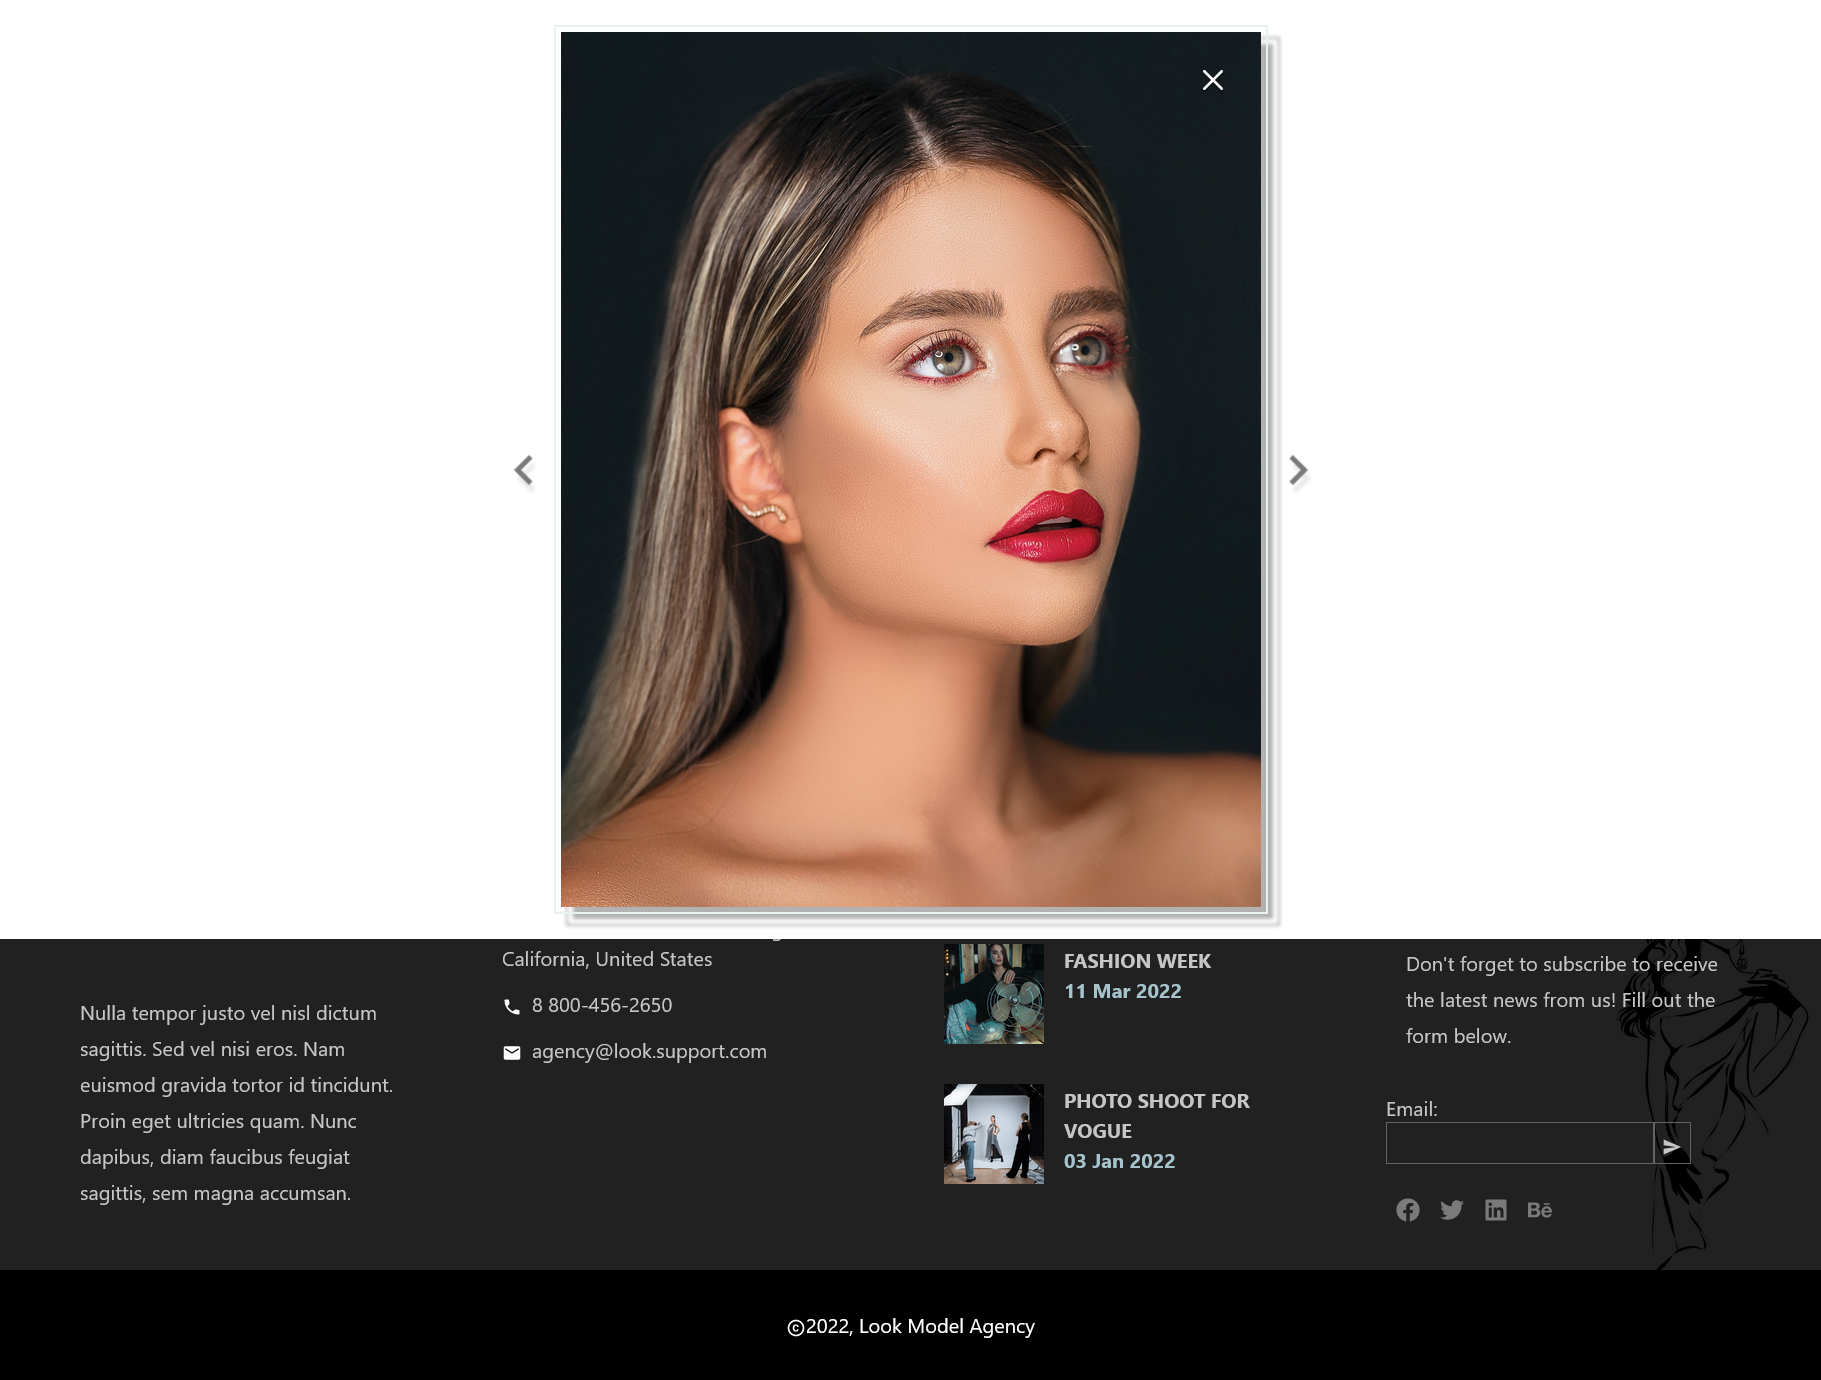 California, United States
8 800-456-2650
agency@look.support.com
Nulla tempor justo vel nisl dictum
sagittis. Sed vel nisi eros. Nam
euismod gravida tortor id tincidunt.
Proin eget ultricies quam. Nunc
dapibus, diam faucibus feugiat
sagittis, sem magna accumsan.
FASHION WEEK
11 Mar 2022
PHOTO SHOOT FOR
VOGUE
03 Jan 2022
Don't forget to subscribe to receive
the latest news from us! Fill out the
form below.
Email:
Bē
©2022, Look Model Agency